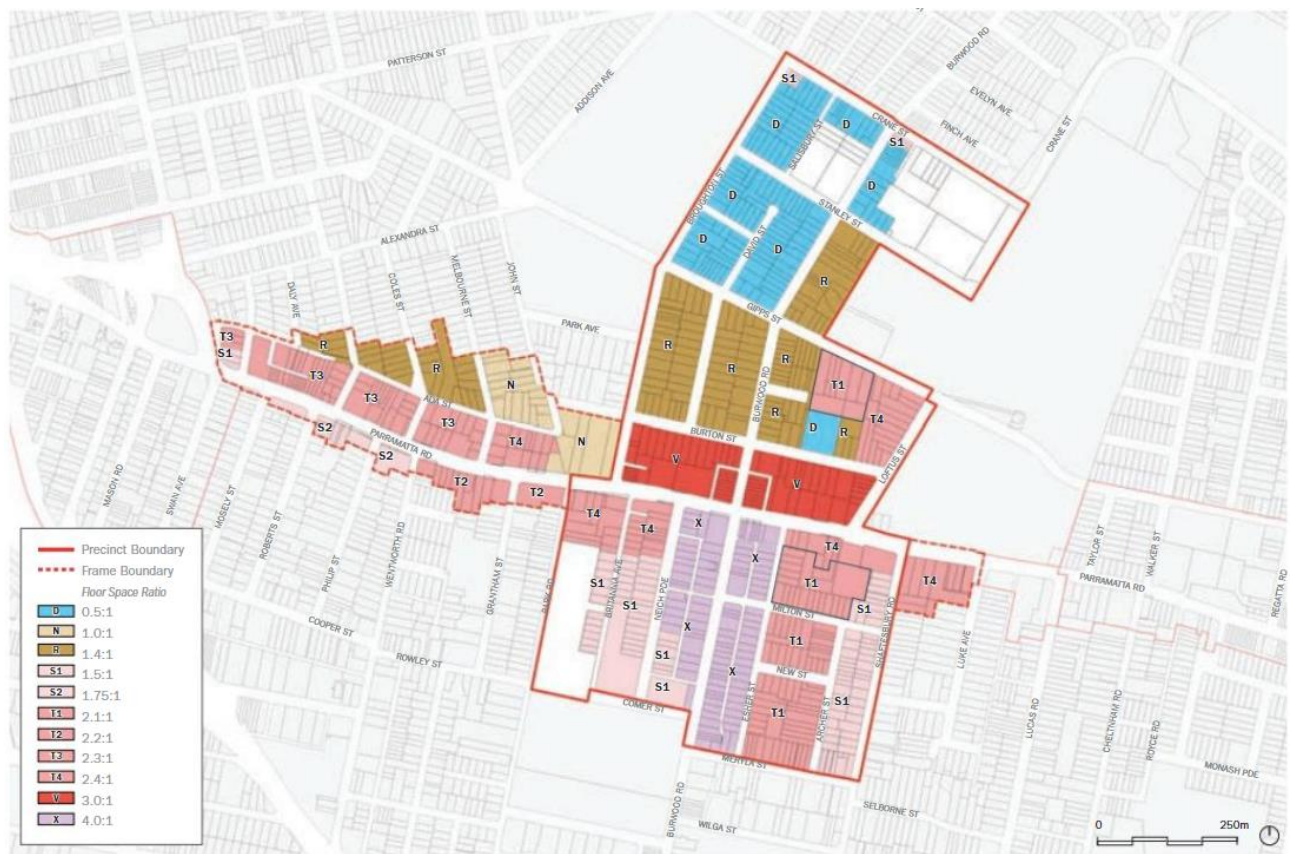 PATTERSON ST
ADDISON AVE
BURWOOD RD
EVELYN AVE
FINCH AVE
CRANE ST
CRANE ST
S1
D
D
SALISBURY ST
S1
D
STANLEY ST
BROUGHTON ST
D
D
DAVID ST
D
R
GIPPS ST
ALEXANDRA ST
DALY AVE
COLES ST
MELBOURNE ST
JOHN ST
PARK AVE
T3
S1
R
R
N
T3
T3
ADA ST
T3
T4
N
R
R
R
BURWOOD RD
T1
T4
R
D
R
BURTON ST
LOFTUS ST
V
V
S2
PARRAMATTA RD
S2
T2
T2
MASON RD
SWAN AVE
MOSELY ST
ROBERTS ST
PHILIP ST
WENTWORTH RD
GRANTHAM ST
PARK RD
COOPER ST
ROWLEY ST
T4
T4
X
X
T4
T1
S1
BRITANNIA AVE
S1
NEICH PDE
X
S1
S1
X
MILTON ST
S1
SHAFTESBURY RD
T1
NEW ST
ESHER ST
T1
ARCHER ST
S1
COMER ST
MERYLA ST
T4
LUKE AVE
LUCAS RD
CHELTNHAM RD
ROYCE RD
TAYLOR ST
WALKER ST
PARRAMATTA RD
REGATTA RD
MONASH PDE
SELBORNE ST
BURWOOD RD
WILGA ST
Precinct Boundary
Frame Boundary
Floor Space Ratio
D 0.5:1
N 1.0:1
R 1.4:1
S1 1.5:1
S2 1.75:1
T1 2.1:1
T2 2.2:1
T3 2.3:1
T4 2.4:1
V 3.0:1
X 4.0:1
0 250m